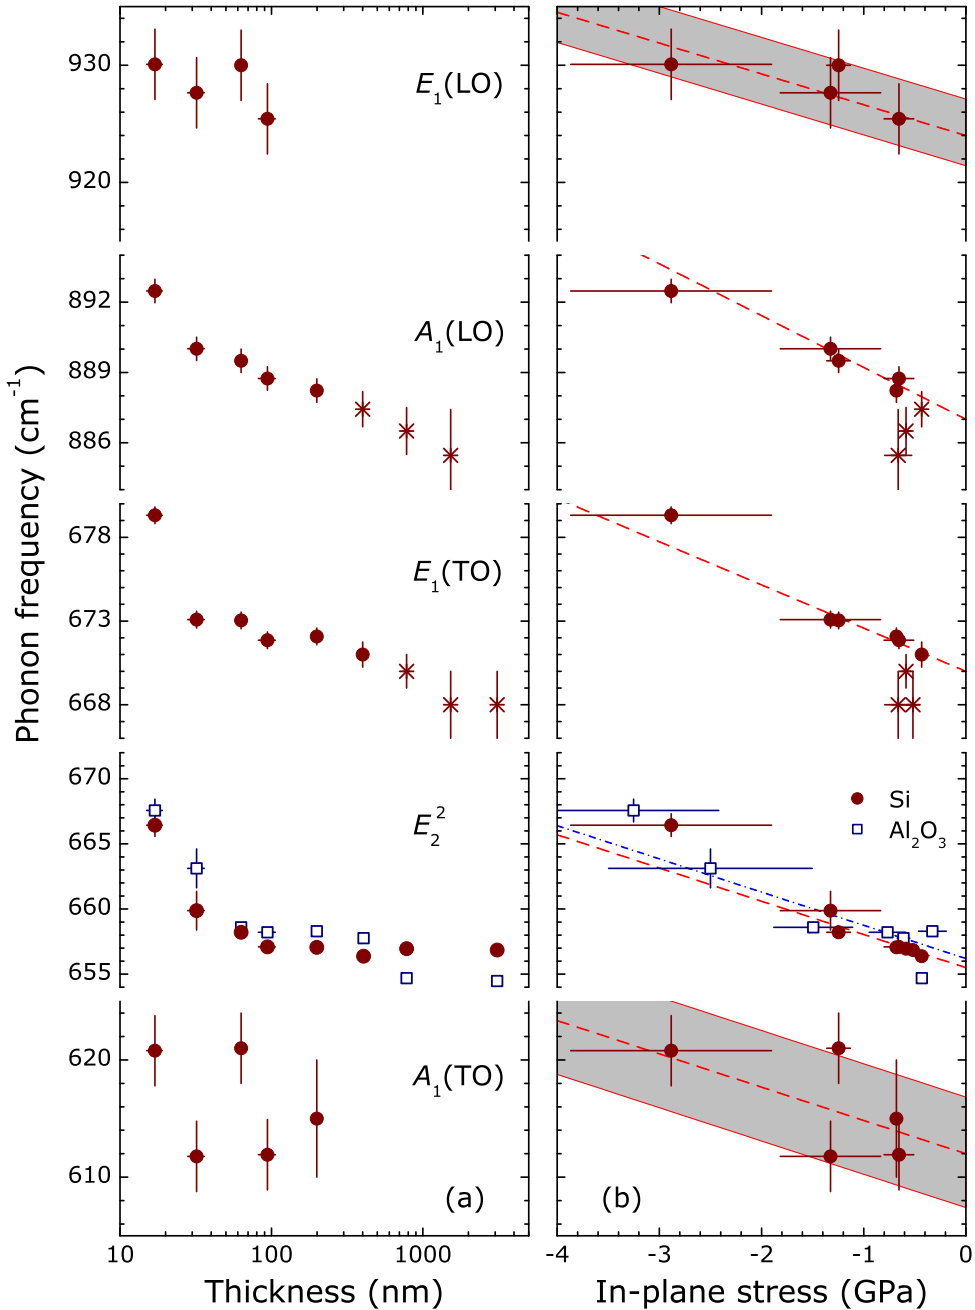 Phonon frequency (cm⁻¹)
930
920
E₁(LO)
892
889
886
A₁(LO)
678
673
668
E₁(TO)
670
665
660
655
E₂²
Si
Al₂O₃
620
610
A₁(TO)
(a)
(b)
10 100 1000
-4 -3 -2 -1 0
Thickness (nm)
In-plane stress (GPa)